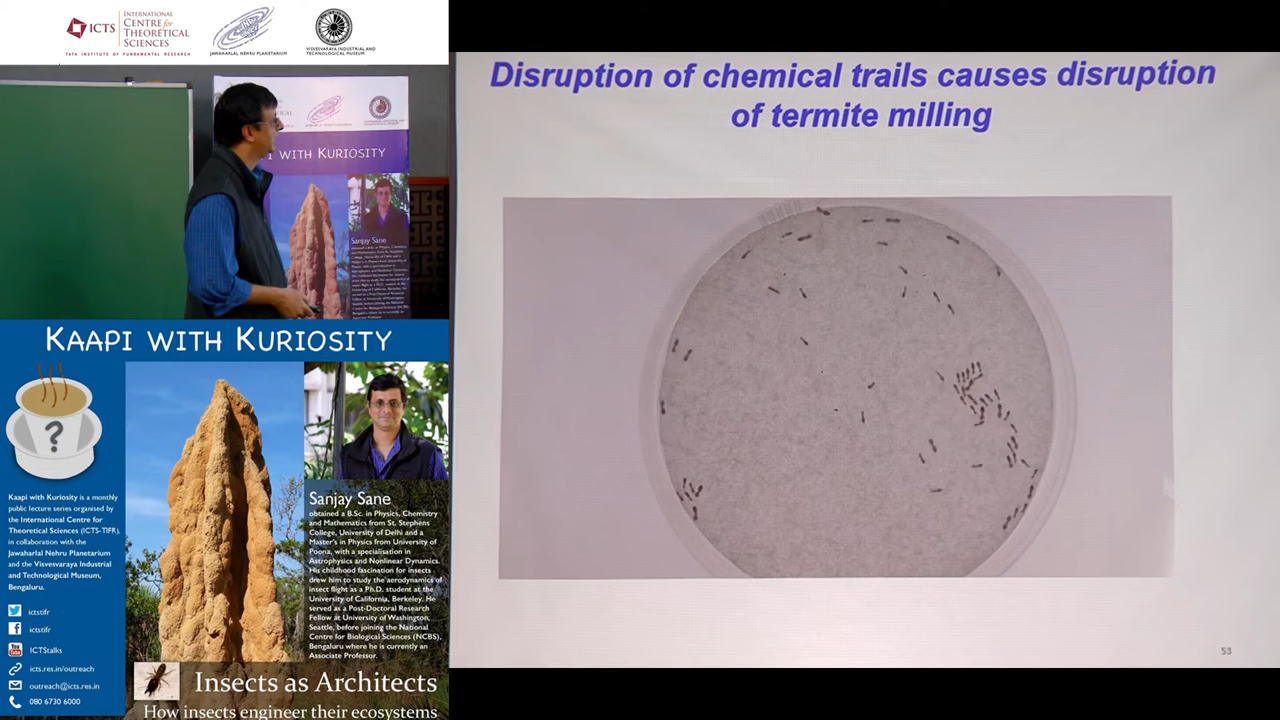 ICTS
INTERNATIONAL
CENTRE for
THEORETICAL
SCIENCES
TATA INSTITUTE OF FUNDAMENTAL RESEARCH
JAWAHARLAL NEHRU PLANETARIUM
VISVESVARAYA INDUSTRIAL AND
TECHNOLOGICAL MUSEUM
WITH KURIOSITY
Sanjay Sane
KAAPI WITH KURIOSITY
?
Kaapi with Kuriosity is a monthly
public lecture series organised by
the International Centre for
Theoretical Sciences (ICTS-TIFR),
in collaboration with the
Jawaharlal Nehru Planetarium
and the Visvesvaraya Industrial
and Technological Museum,
Bengaluru.
ictstifr
ictstifr
You
ICTStalks
icts.res.in/outreach
outreach@icts.res.in
080 6730 6000
Sanjay Sane
obtained a B.Sc. in Physics, Chemistry
and Mathematics from St. Stephens
College, University of Delhi and a
Master's in Physics from University of
Poona, with a specialisation in
Astrophysics and Nonlinear Dynamics.
His childhood fascination for insects
drew him to study the aerodynamics of
insect flight as a Ph.D. student at the
University of California, Berkeley. He
served as a Post-Doctoral Research
Fellow at University of Washington,
Seattle, before joining the National
Centre for Biological Sciences (NCBS),
Bengaluru where he is currently an
Associate Professor.
Insects as Architects
How insects engineer their ecosystems
Disruption of chemical trails causes disruption
of termite milling
53